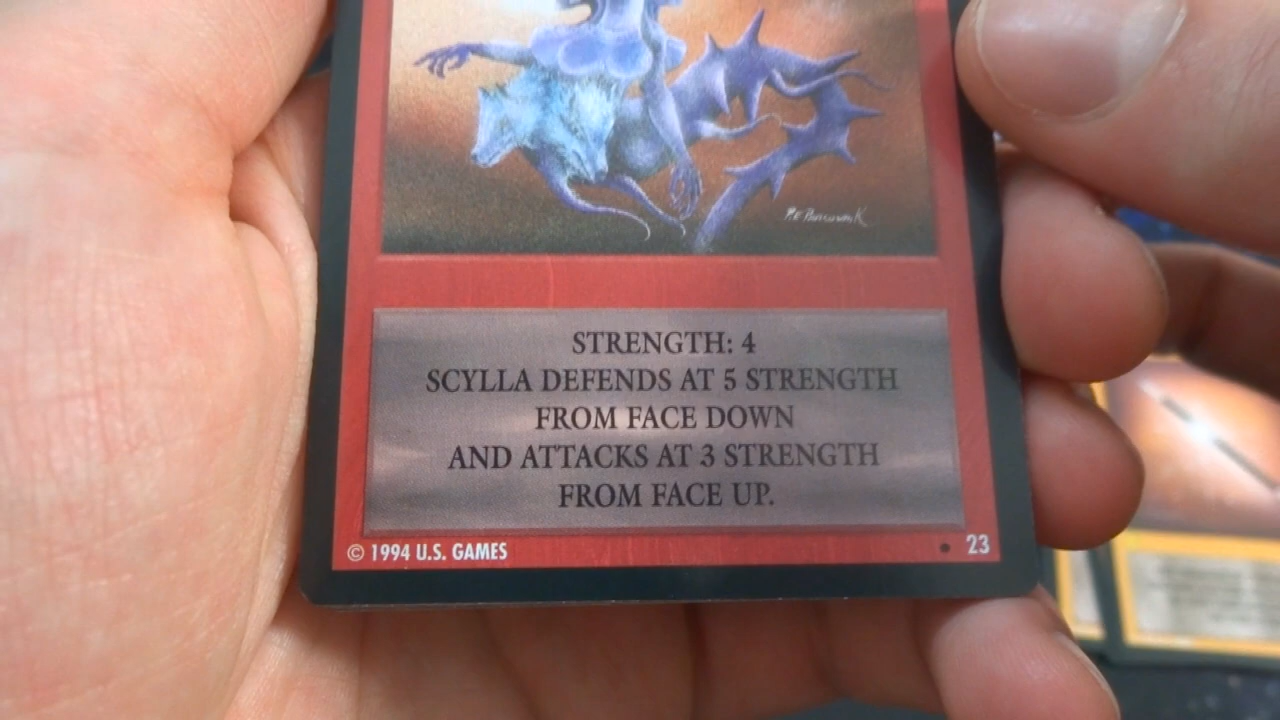 STRENGTH: 4
SCYLLA DEFENDS AT 5 STRENGTH
FROM FACE DOWN
AND ATTACKS AT 3 STRENGTH
FROM FACE UP.
© 1994 U.S. GAMES
• 23